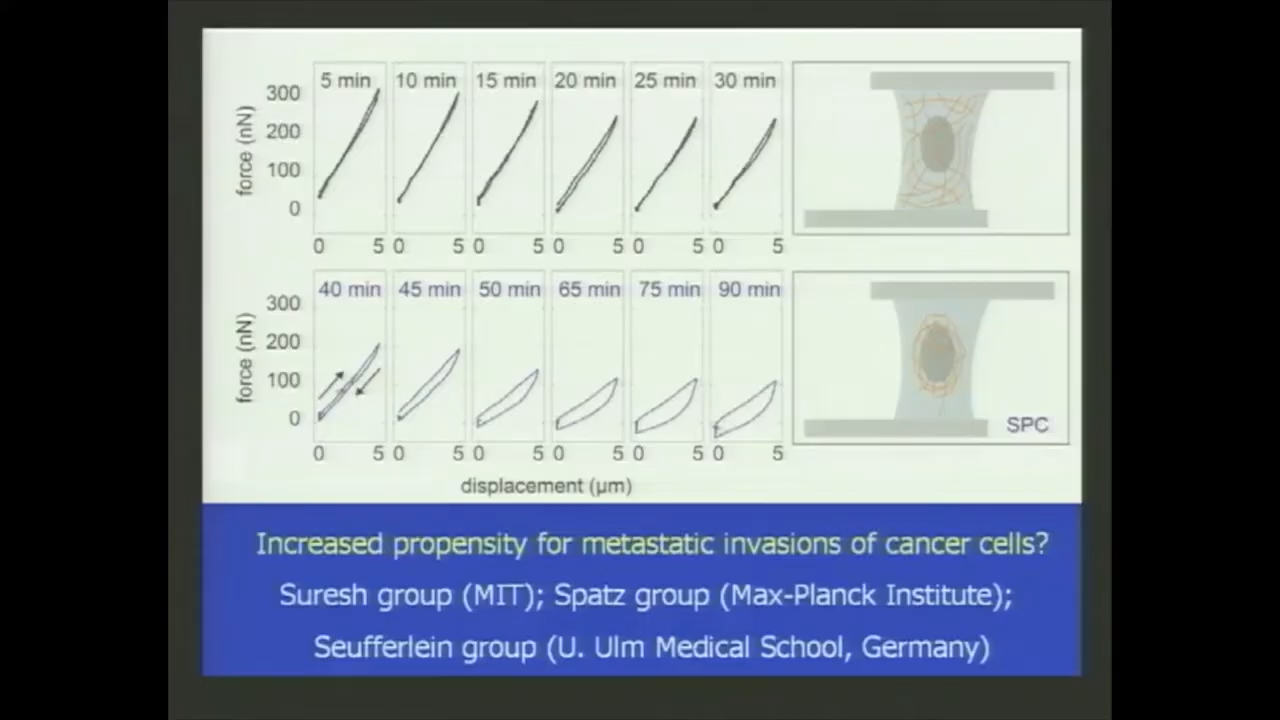 5 min 10 min 15 min 20 min 25 min 30 min
force (nN)
300
200
100
0
0 5 0 5 0 5 0 5 0 5 0 5
40 min 45 min 50 min 65 min 75 min 90 min
force (nN)
300
200
100
0
0 5 0 5 0 5 0 5 0 5 0 5
SPC
displacement (µm)
Increased propensity for metastatic invasions of cancer cells?
Suresh group (MIT); Spatz group (Max-Planck Institute);
Seufferlein group (U. Ulm Medical School, Germany)